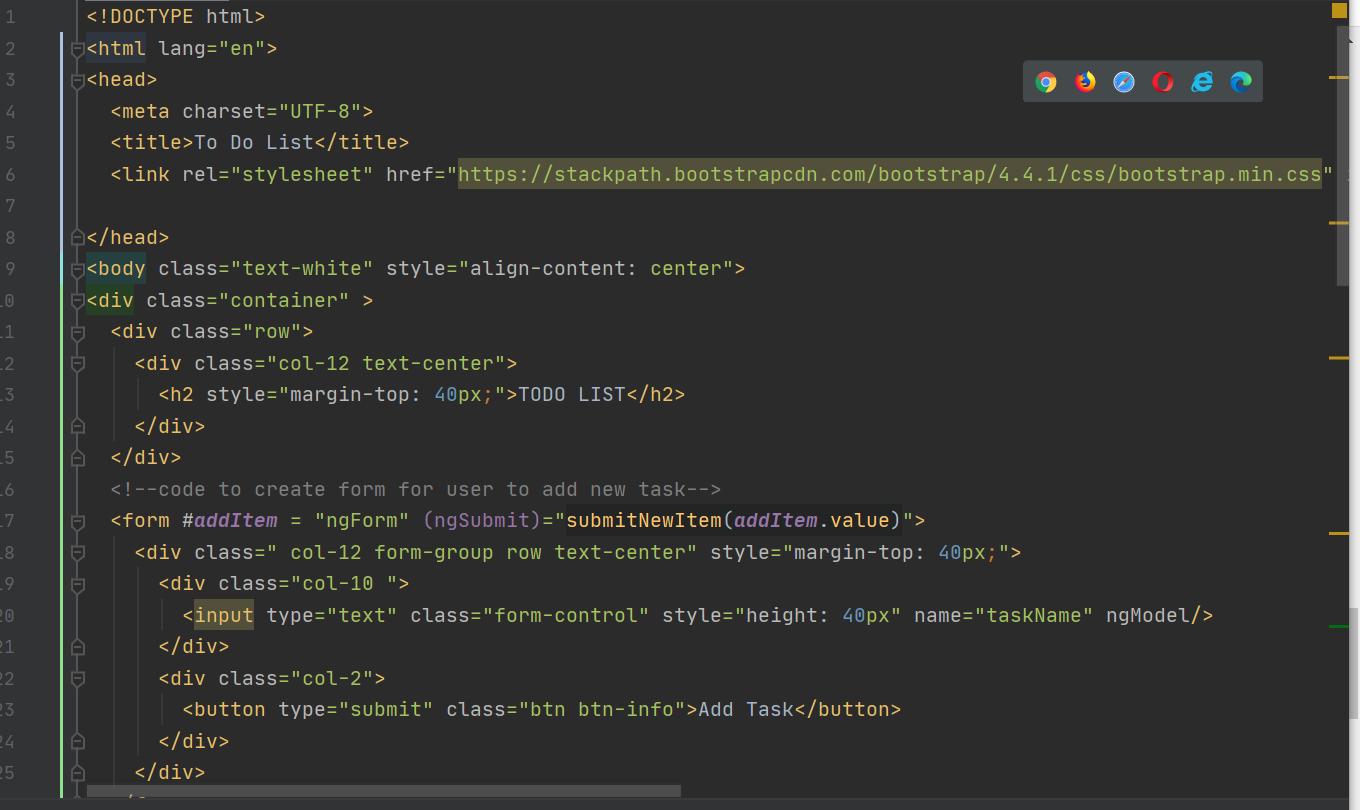 1 <!DOCTYPE html>
2 <html lang="en">
3 <head>
4 <meta charset="UTF-8">
5 <title>To Do List</title>
6 <link rel="stylesheet" href="https://stackpath.bootstrapcdn.com/bootstrap/4.4.1/css/bootstrap.min.css"
7
8 </head>
9 <body class="text-white" style="align-content: center">
10 <div class="container" >
11 <div class="row">
12 <div class="col-12 text-center">
13 <h2 style="margin-top: 40px;">TODO LIST</h2>
14 </div>
15 </div>
16 <!--code to create form for user to add new task-->
17 <form #addItem = "ngForm" (ngSubmit)="submitNewItem(addItem.value)">
18 <div class=" col-12 form-group row text-center" style="margin-top: 40px;">
19 <div class="col-10 ">
20 <input type="text" class="form-control" style="height: 40px" name="taskName" ngModel/>
21 </div>
22 <div class="col-2">
23 <button type="submit" class="btn btn-info">Add Task</button>
24 </div>
25 </div>